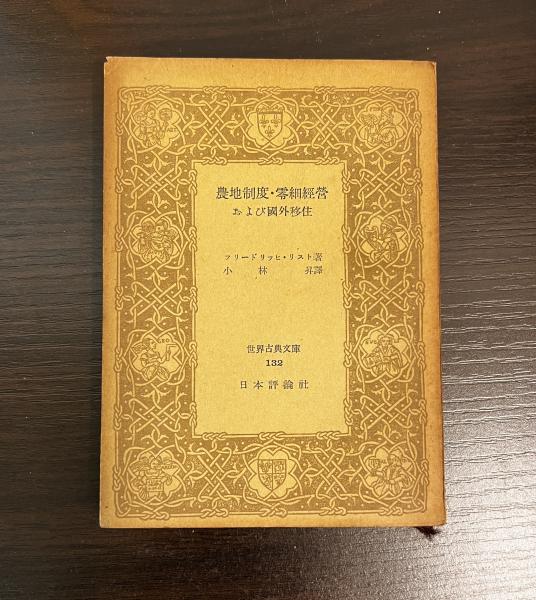 農地制度・零細經營
および國外移住
フリードリッヒ・リスト著
小林昇譯
世界古典文庫
132
日本評論社